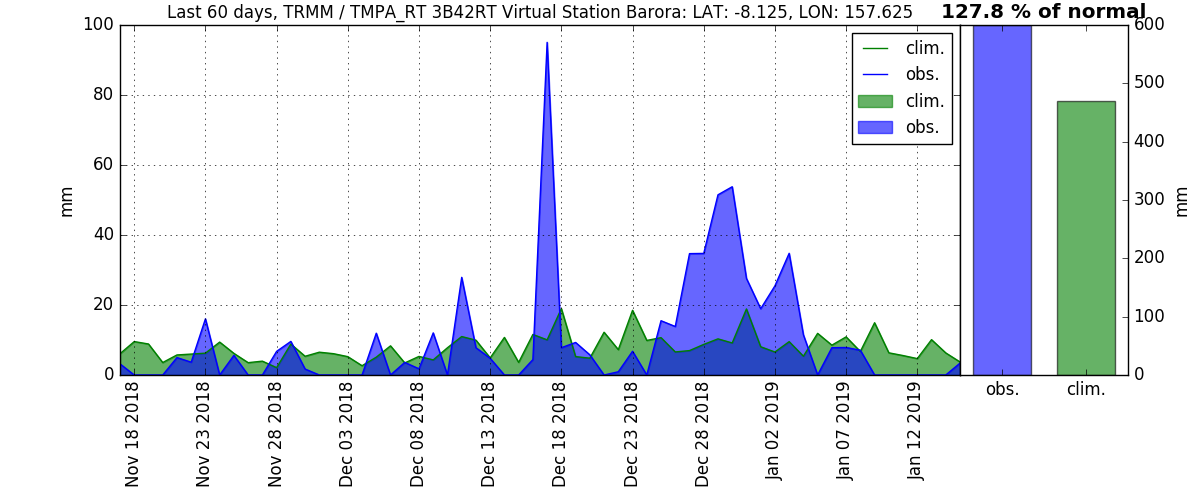 Last 60 days, TRMM / TMPA_RT 3B42RT Virtual Station Barora: LAT: -8.125, LON: 157.625
127.8 % of normal
100
80
60
40
20
0
mm
clim.
obs.
clim.
obs.
600
500
400
300
200
100
0
mm
obs.
clim.
Nov 18 2018
Nov 23 2018
Nov 28 2018
Dec 03 2018
Dec 08 2018
Dec 13 2018
Dec 18 2018
Dec 23 2018
Dec 28 2018
Jan 02 2019
Jan 07 2019
Jan 12 2019